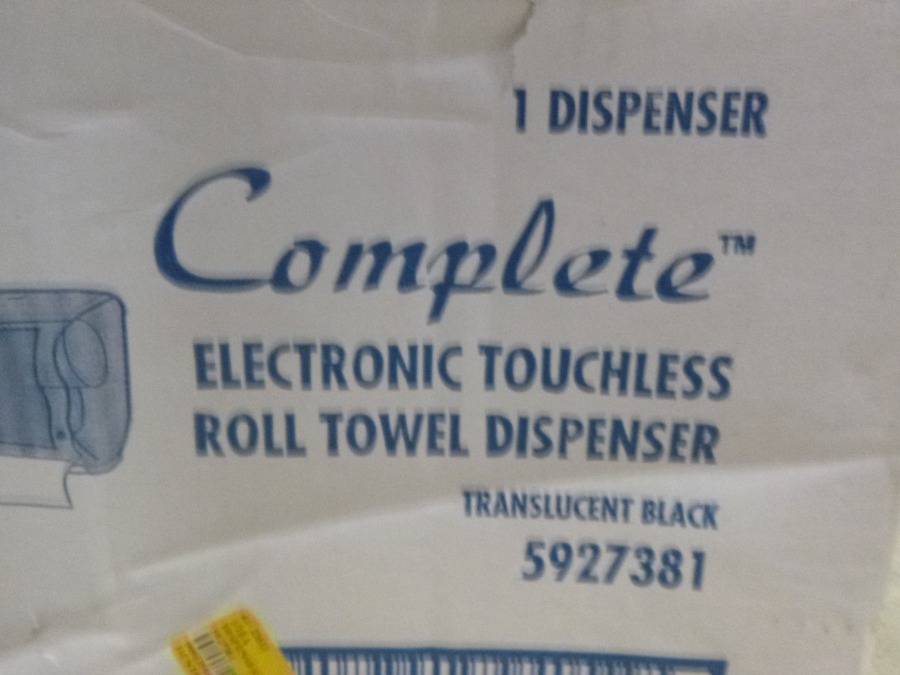 1 DISPENSER
Complete™
ELECTRONIC TOUCHLESS
ROLL TOWEL DISPENSER
TRANSLUCENT BLACK
5927381